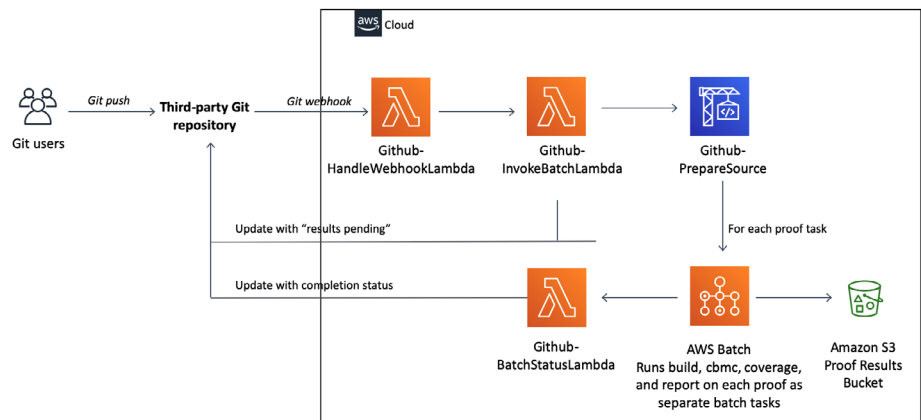 aws
Cloud
Git push
Git webhook
Third-party Git
repository
Git users
Github-
HandleWebhookLambda
Github-
InvokeBatchLambda
Github-
PrepareSource
Update with “results pending”
For each proof task
Update with completion status
Github-
BatchStatusLambda
AWS Batch
Runs build, cbmc, coverage,
and report on each proof as
separate batch tasks
Amazon S3
Proof Results
Bucket